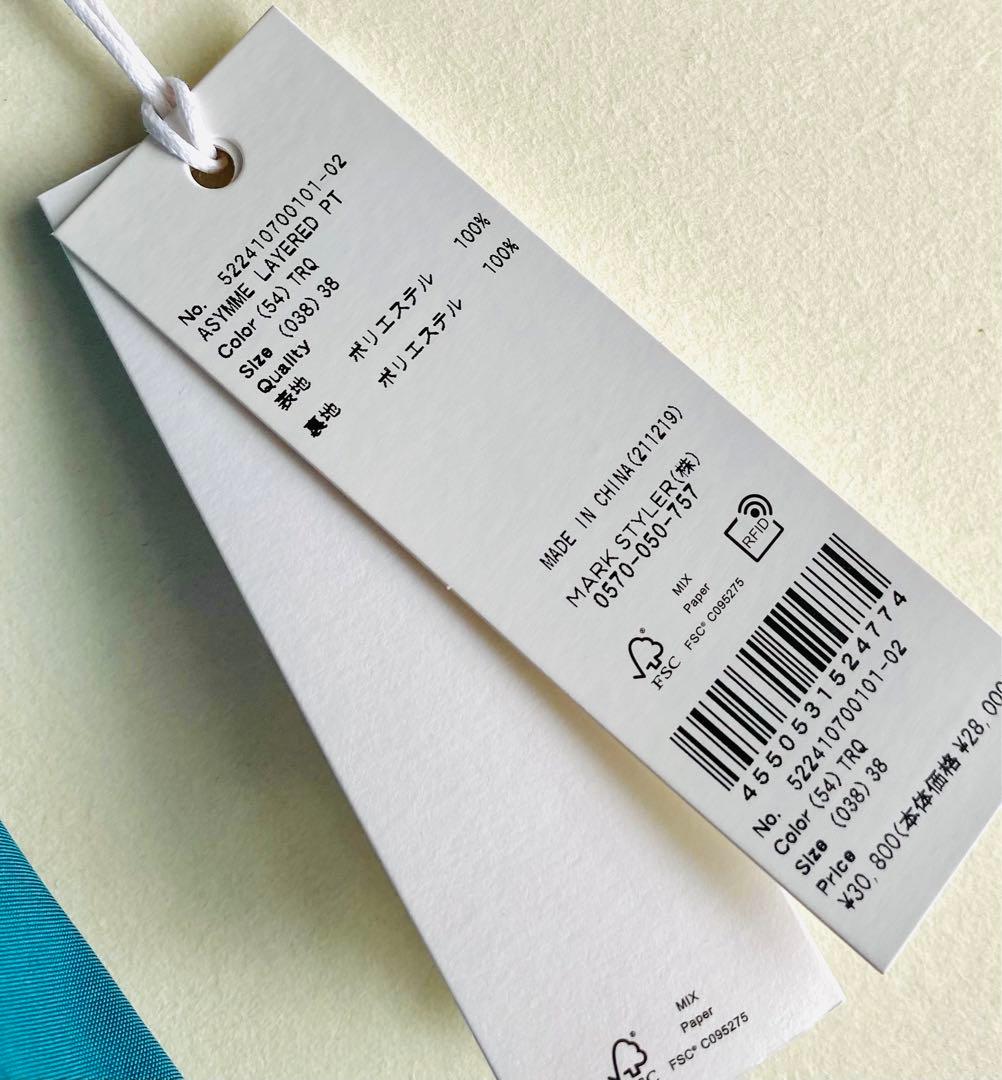 No. 522410700101-02
ASYMME LAYERED PT
Color (54) TRQ
Size (038) 38
Quality
表地 ポリエステル 100%
裏地 ポリエステル 100%
MADE IN CHINA(211219)
MARK STYLER(株)
0570-050-757
RFID
MIX
Paper
FSC® C095275
FSC
4550531524774
No. 522410700101-02
Color (54) TRQ
Size (038) 38
Price
¥30,800(本体価格 ¥28,000
MIX
Paper
FSC® C095275
FSC